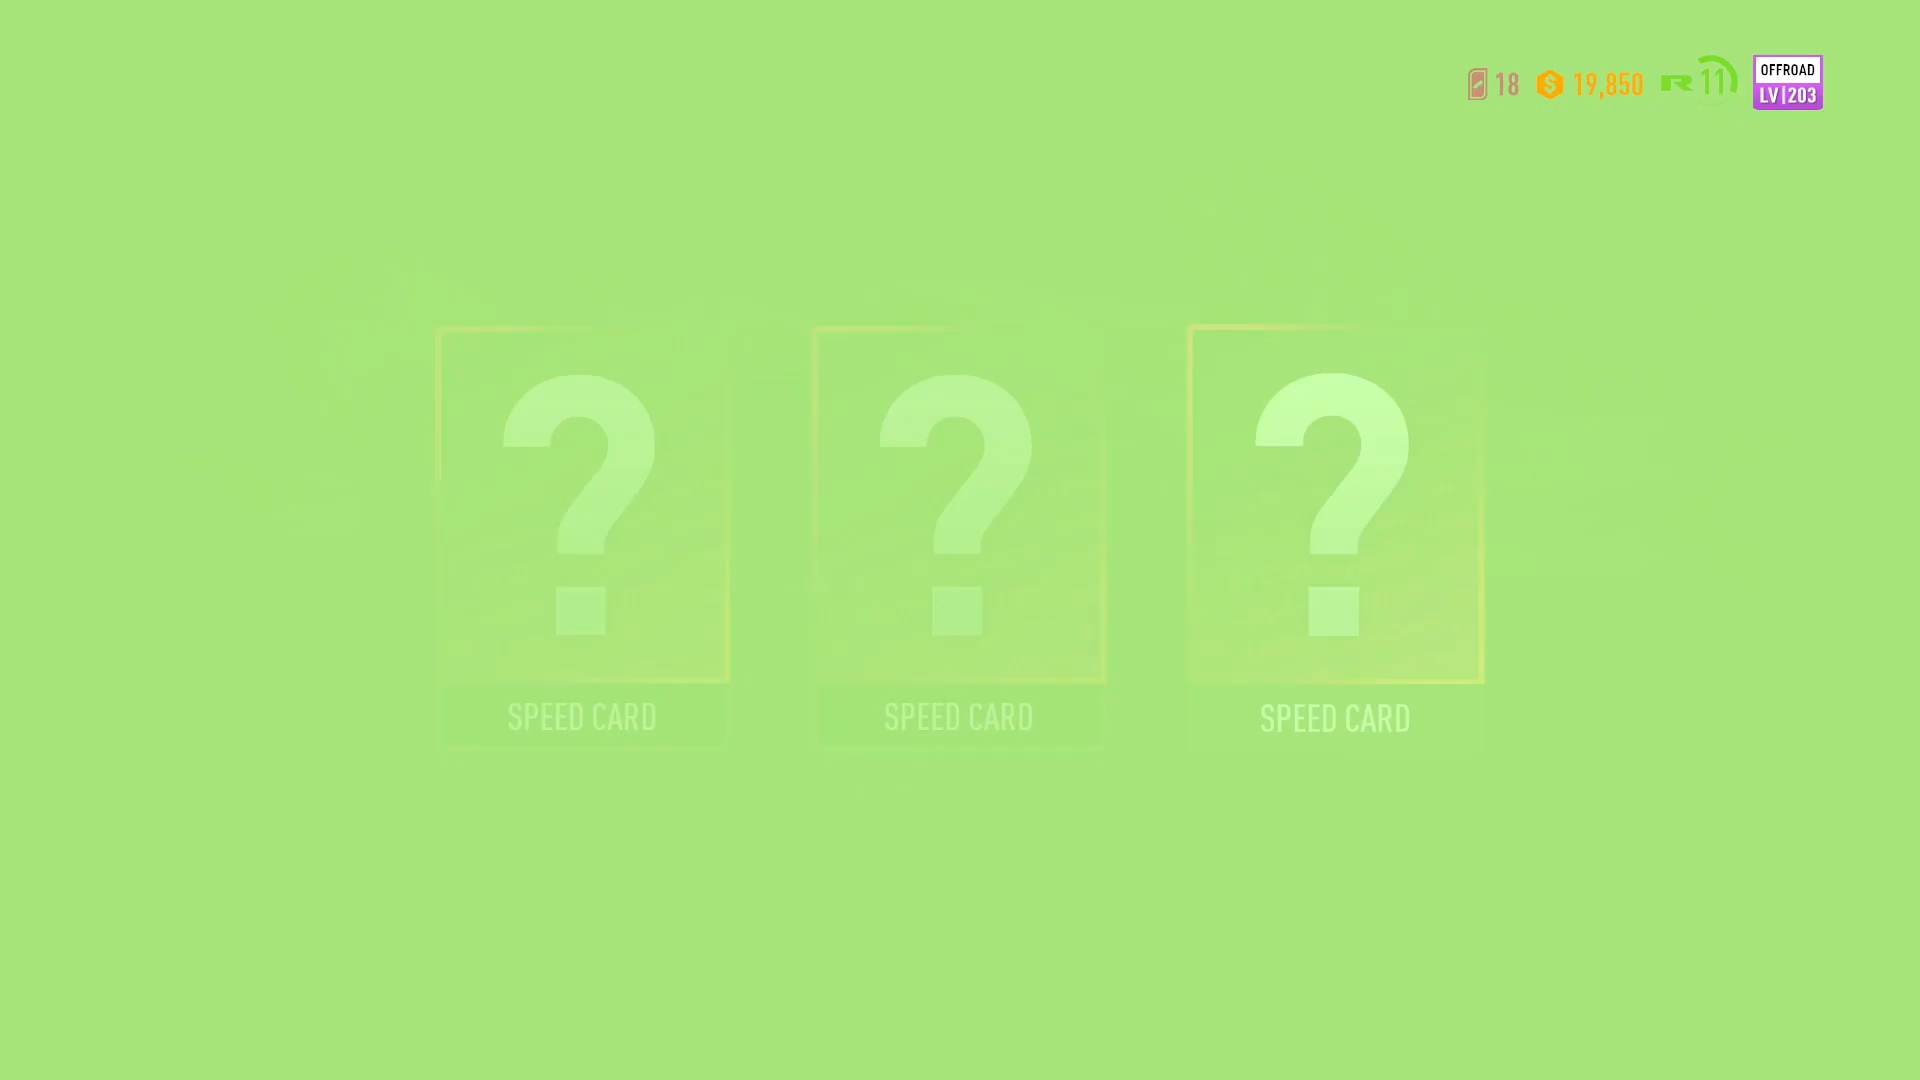 18 19,850 R 11 OFFROAD
LV|203
? ? ?
SPEED CARD SPEED CARD SPEED CARD